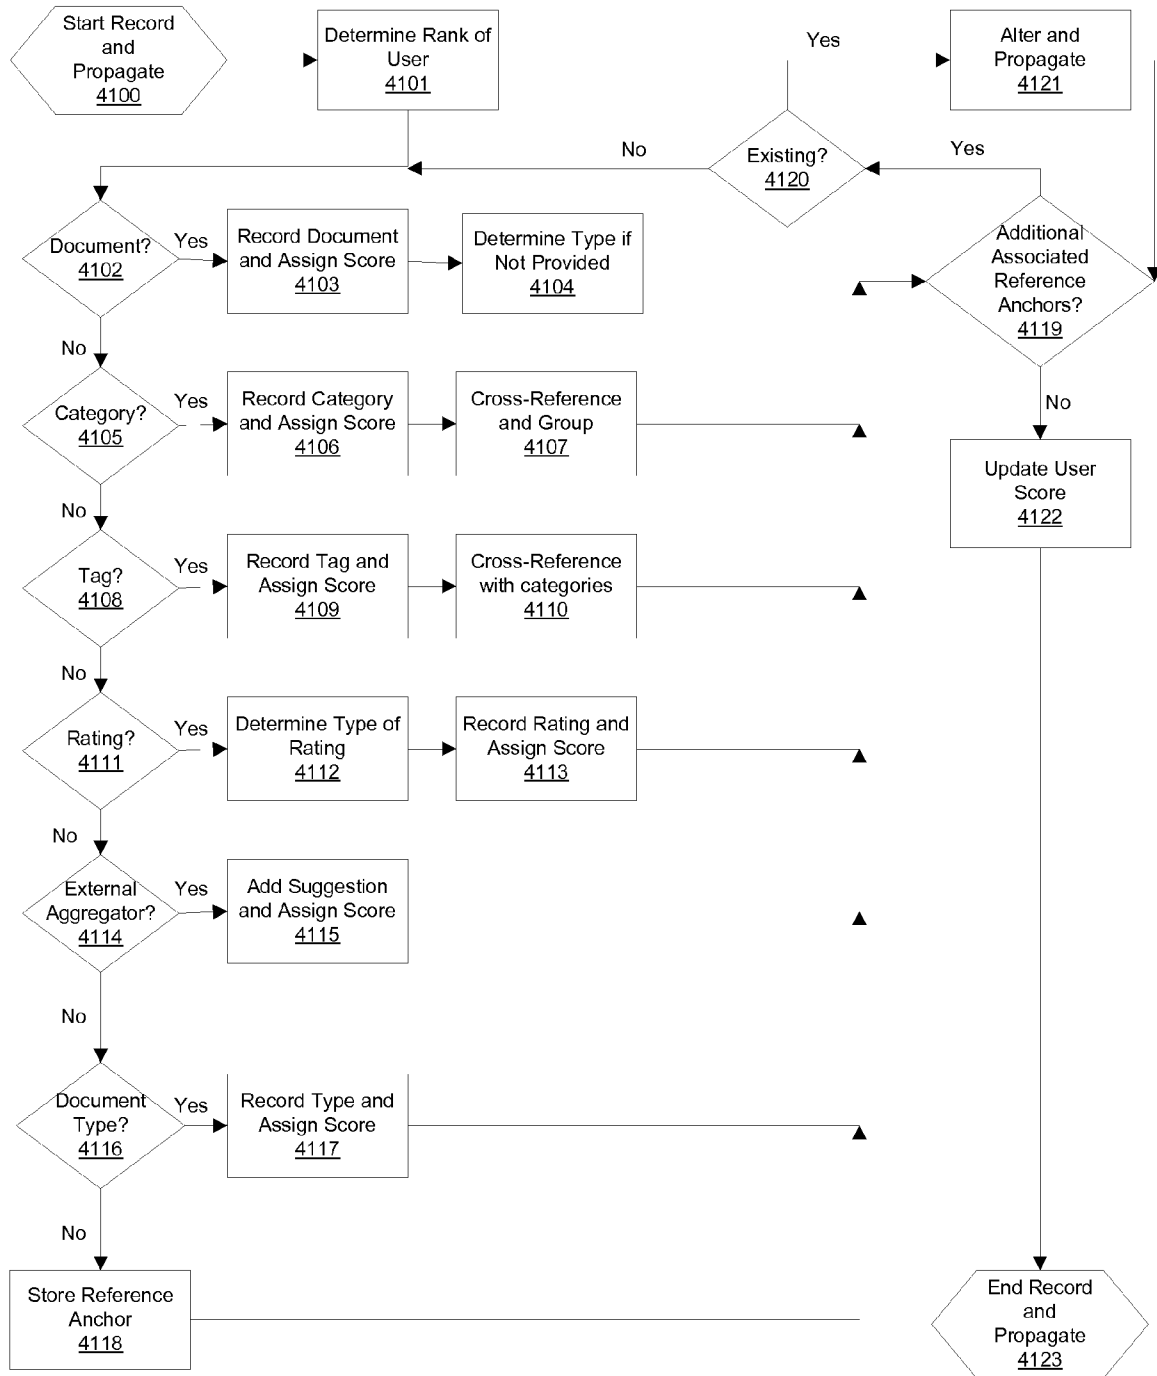 Start Record
and
Propagate
4100
Determine Rank of
User
4101
Yes
Alter and
Propagate
4121
No
Existing?
4120
Yes
Document?
4102
Yes
Record Document
and Assign Score
4103
Determine Type if
Not Provided
4104
Additional
Associated
Reference
Anchors?
4119
No
Category?
4105
Yes
Record Category
and Assign Score
4106
Cross-Reference
and Group
4107
No
Update User
Score
4122
No
Tag?
4108
Yes
Record Tag and
Assign Score
4109
Cross-Reference
with categories
4110
No
Rating?
4111
Yes
Determine Type of
Rating
4112
Record Rating and
Assign Score
4113
No
External
Aggregator?
4114
Yes
Add Suggestion
and Assign Score
4115
No
Document
Type?
4116
Yes
Record Type and
Assign Score
4117
No
Store Reference
Anchor
4118
End Record
and
Propagate
4123